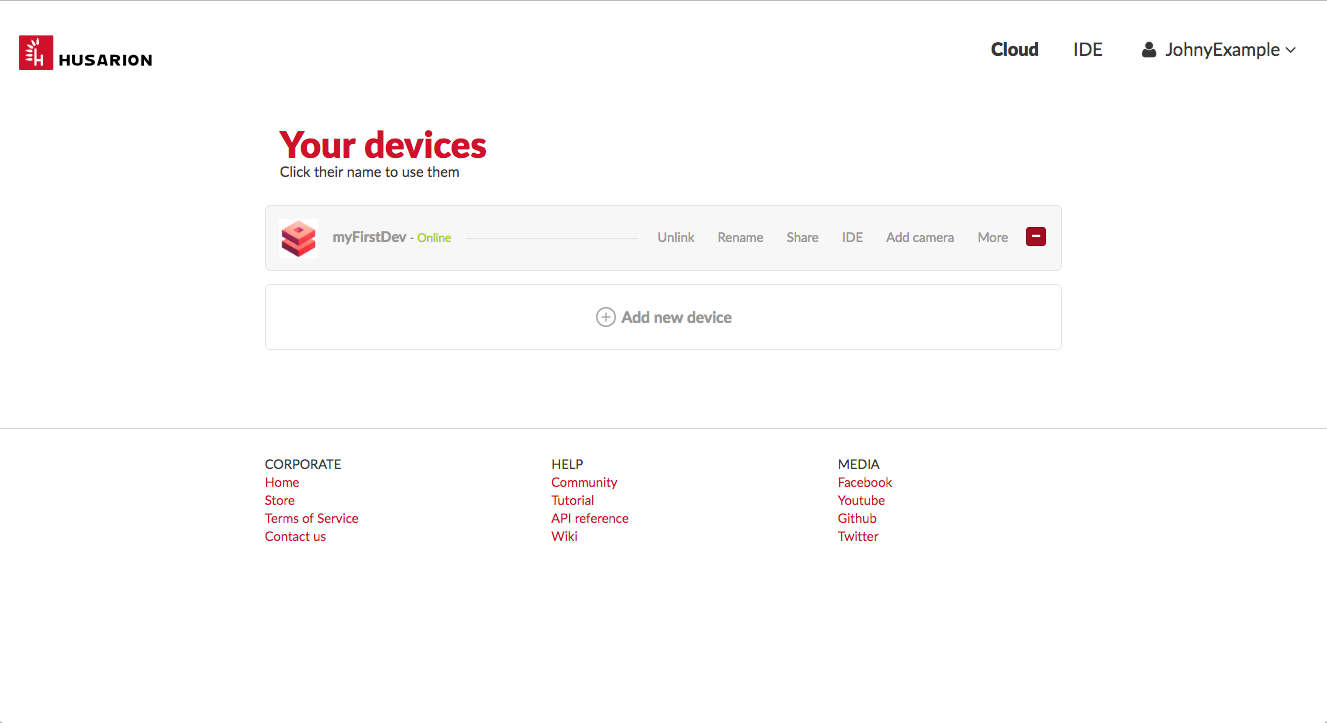 HUSARION
Cloud IDE JohnyExample
Your devices
Click their name to use them
myFirstDev - Online Unlink Rename Share IDE Add camera More
Add new device
CORPORATE
Home
Store
Terms of Service
Contact us
HELP
Community
Tutorial
API reference
Wiki
MEDIA
Facebook
Youtube
Github
Twitter